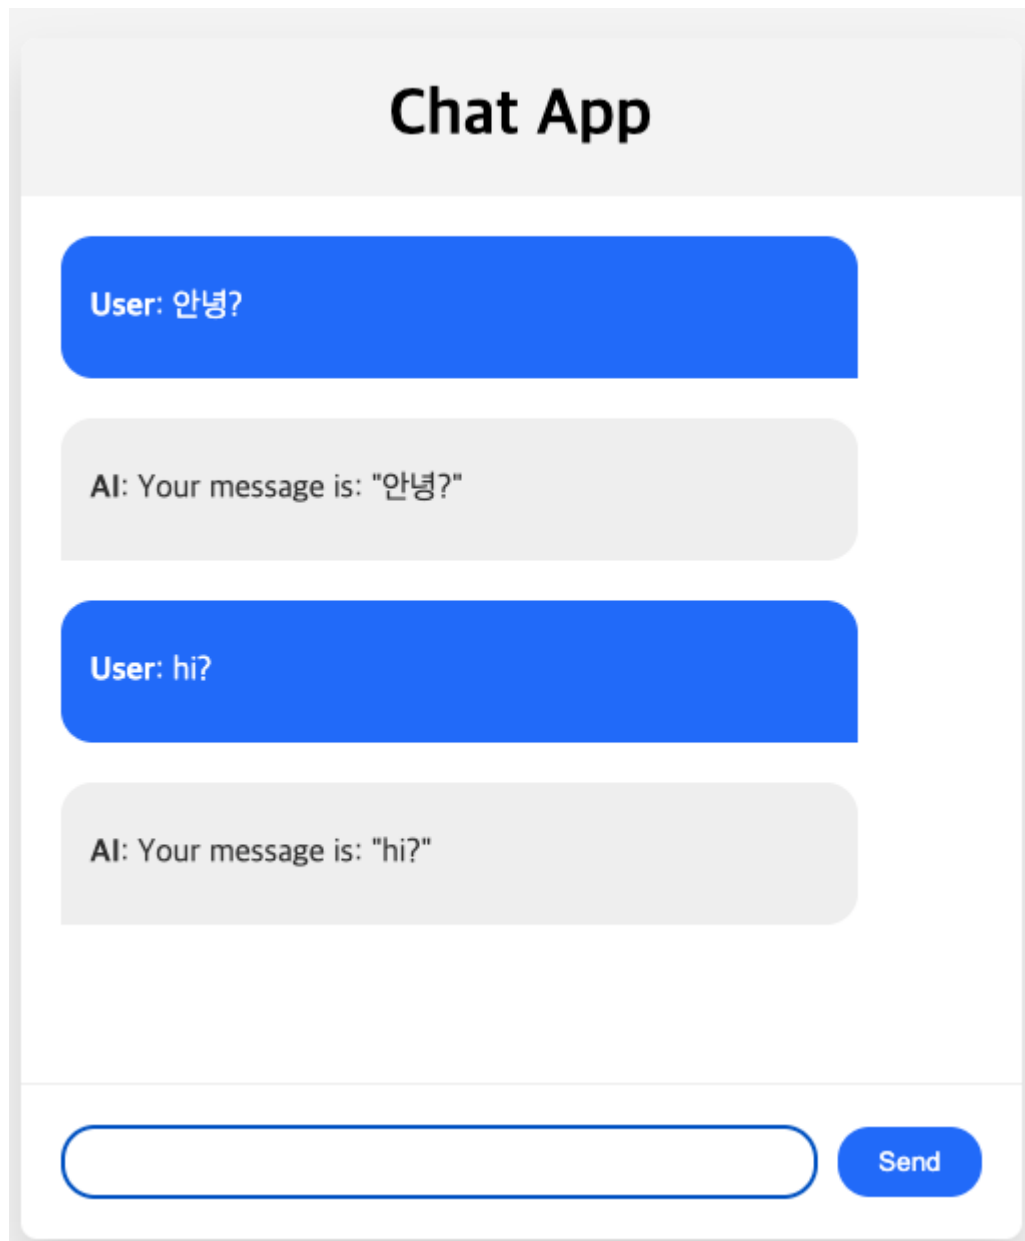 Chat App
User: 안녕?
AI: Your message is: "안녕?"
User: hi?
AI: Your message is: "hi?"
Send